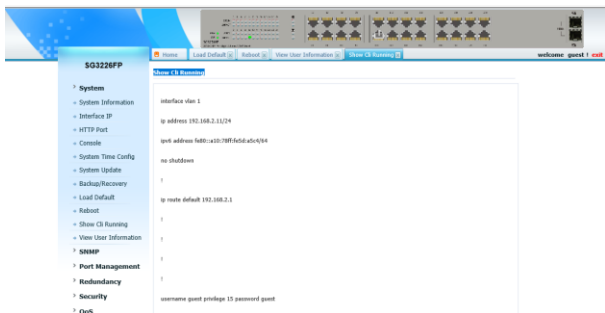 SG3226FP
Home Load Default Reboot View User Information Show Cli Running
welcome guest ! exit
Show Cli Running
System
System Information
Interface IP
HTTP Port
Console
System Time Config
System Update
Backup/Recovery
Load Default
Reboot
Show Cli Running
View User Information
SNMP
Port Management
Redundancy
Security
QoS
interface vlan 1
ip address 192.168.2.11/24
ipv6 address fe80::a10:78ff:fe5d:a5c4/64
no shutdown
!
ip route default 192.168.2.1
!
!
!
!
username guest privilege 15 password guest